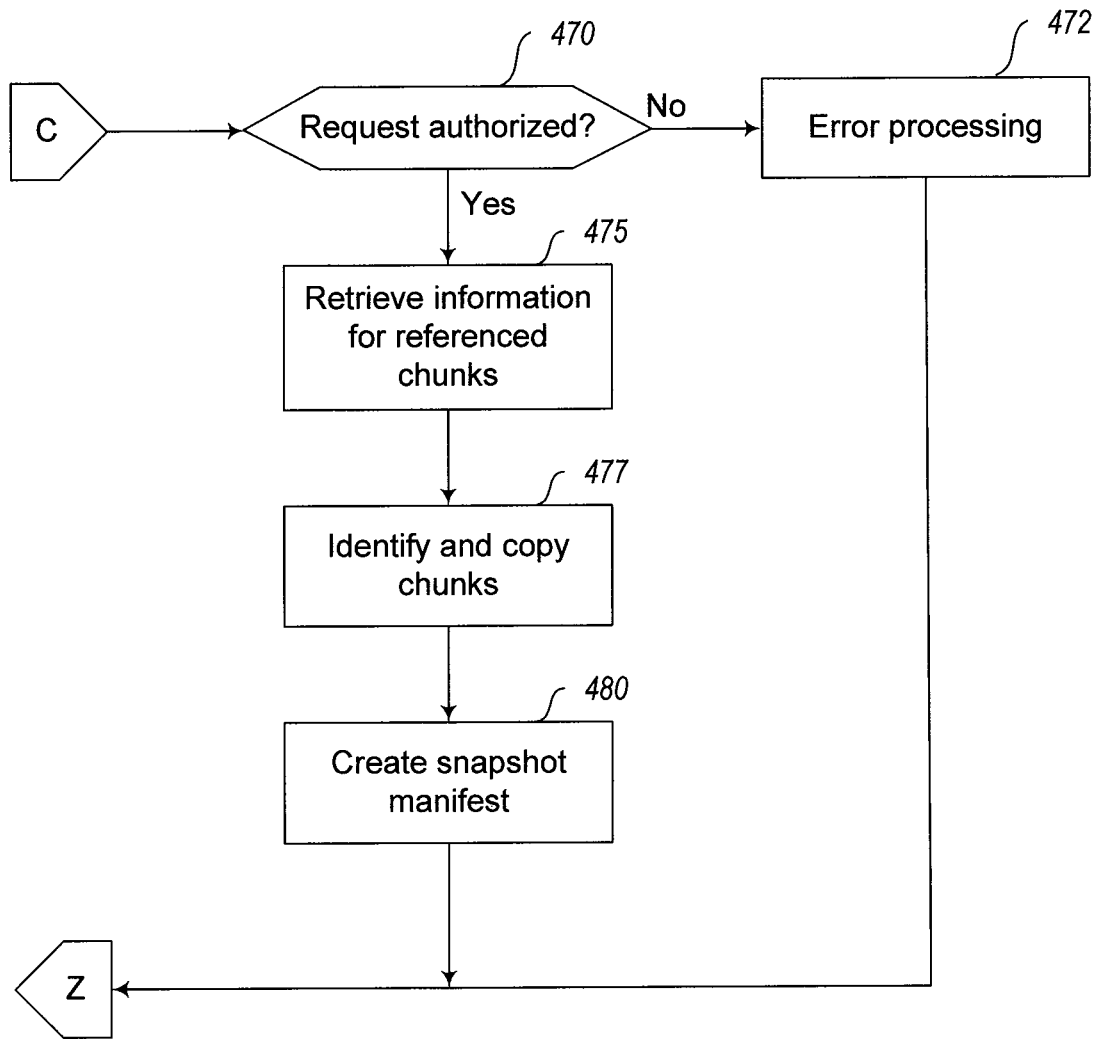 470
472
C
Request authorized?
No
Error processing
Yes
475
Retrieve information
for referenced
chunks
477
Identify and copy
chunks
480
Create snapshot
manifest
Z